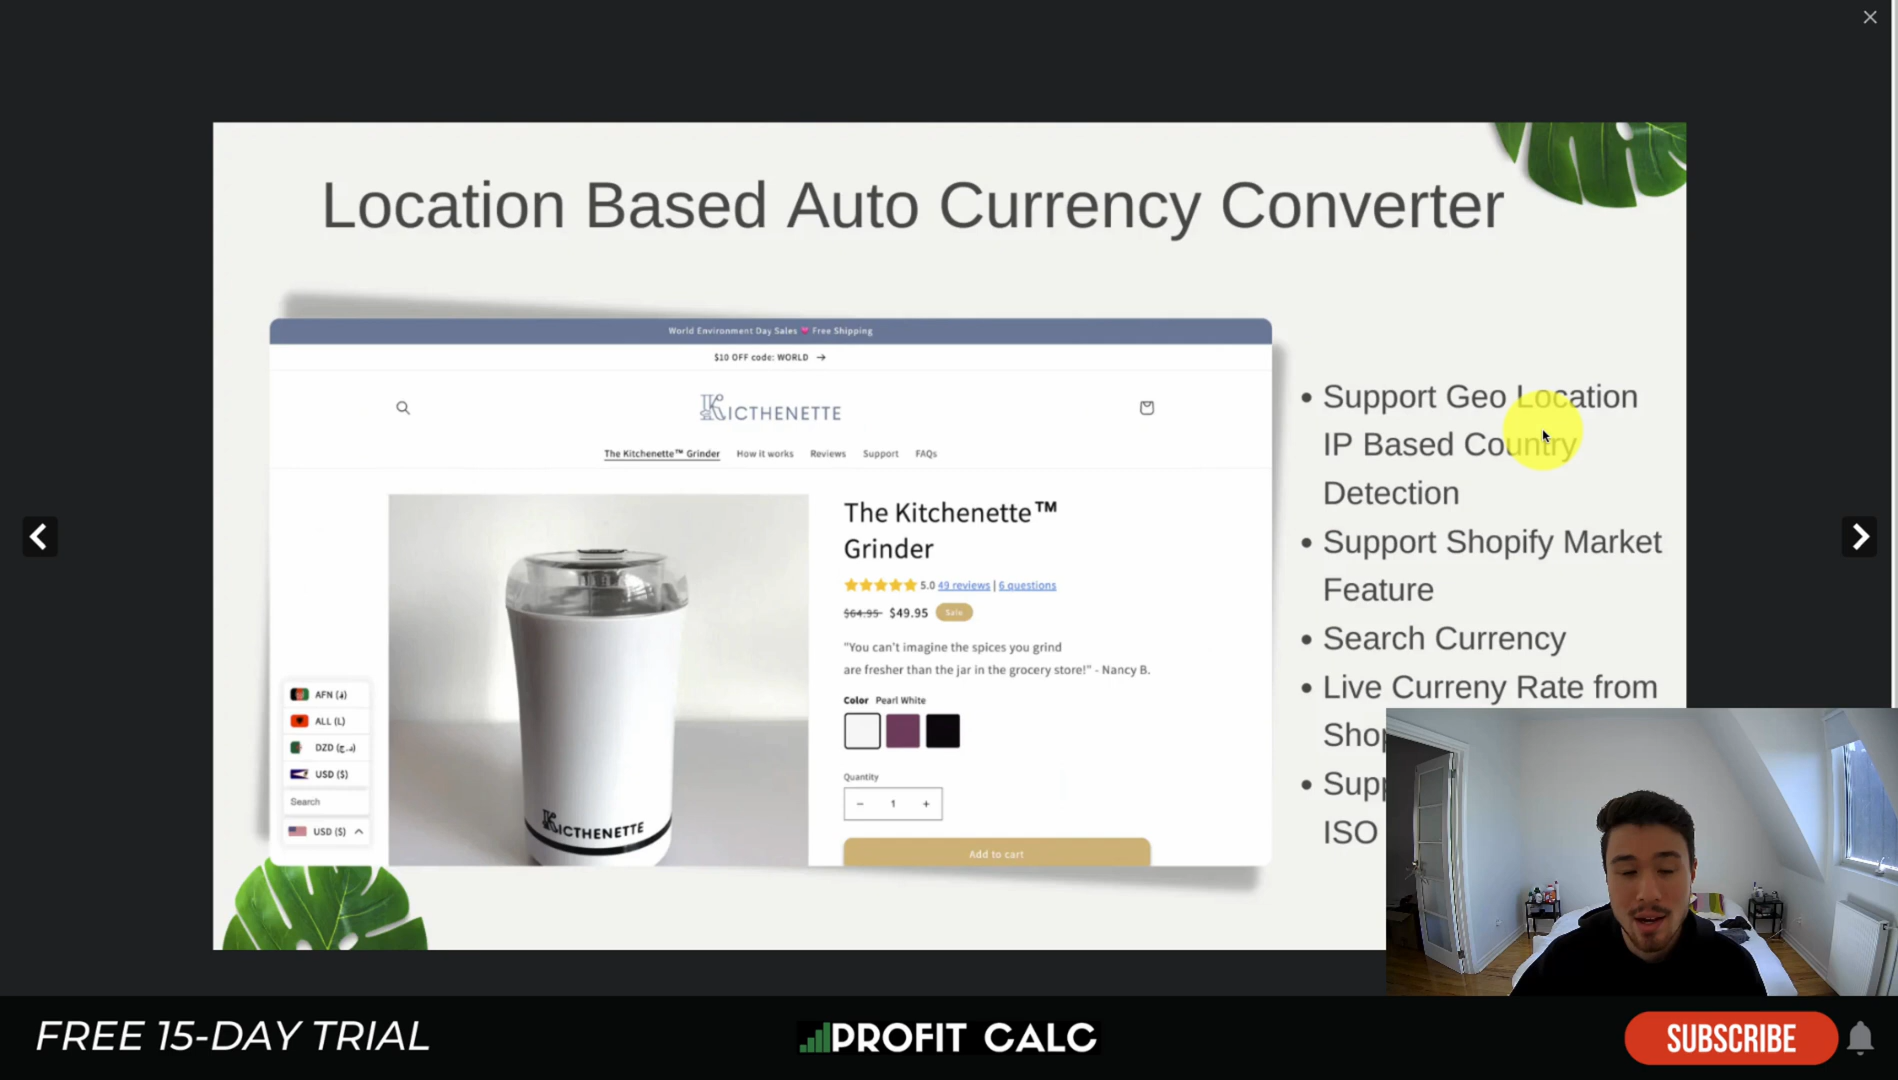 Location Based Auto Currency Converter
World Environment Day Sales Free Shipping
$10 OFF code: WORLD →
KICTHENETTE
The Kitchenette™ Grinder How it works Reviews Support FAQs
The Kitchenette™
Grinder
5.0 49 reviews | 6 questions
$64.95 $49.95 Sale
"You can't imagine the spices you grind
are fresher than the jar in the grocery store!" - Nancy B.
Color Pearl White
Quantity
− 1 +
Add to cart
KICTHENETTE
AFN (؋)
ALL (L)
DZD (د.ج)
USD ($)
Search
USD ($)
• Support Geo Location
IP Based Country
Detection
• Support Shopify Market
Feature
• Search Currency
• Live Curreny Rate from
ISO
FREE 15-DAY TRIAL
PROFIT CALC
SUBSCRIBE